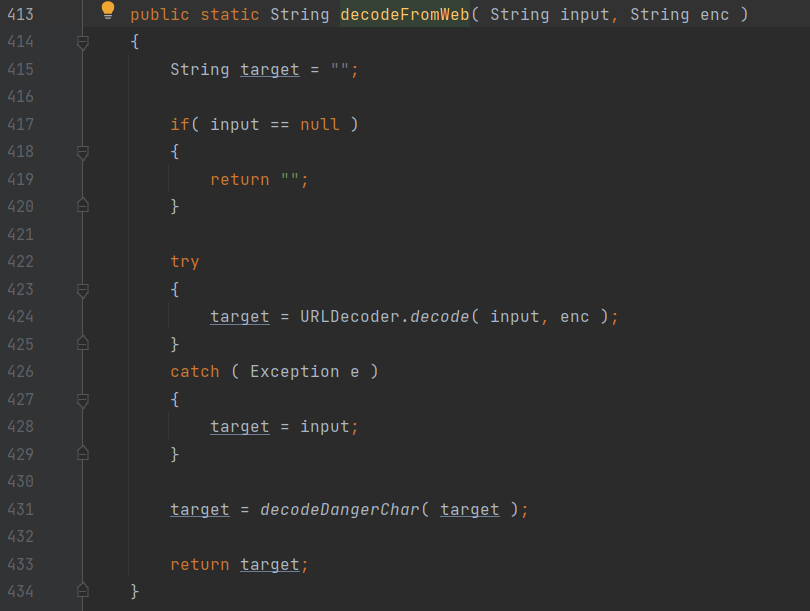 413 public static String decodeFromWeb( String input, String enc )
414 {
415 String target = "";
416
417 if( input == null )
418 {
419 return "";
420 }
421
422 try
423 {
424 target = URLDecoder.decode( input, enc );
425 }
426 catch ( Exception e )
427 {
428 target = input;
429 }
430
431 target = decodeDangerChar( target );
432
433 return target;
434 }